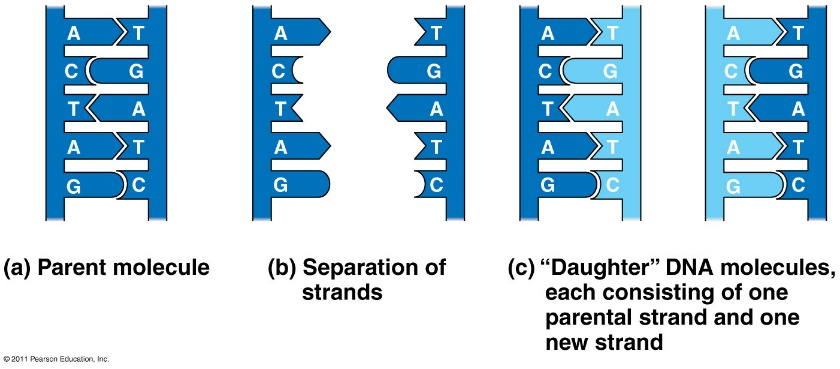 A T A T A T A T
C G C G C G C G
T A T A T A T A
A T A T A T A T
G C G C G C G C
(a) Parent molecule
(b) Separation of
strands
(c) “Daughter” DNA molecules,
each consisting of one
parental strand and one
new strand
© 2011 Pearson Education, Inc.